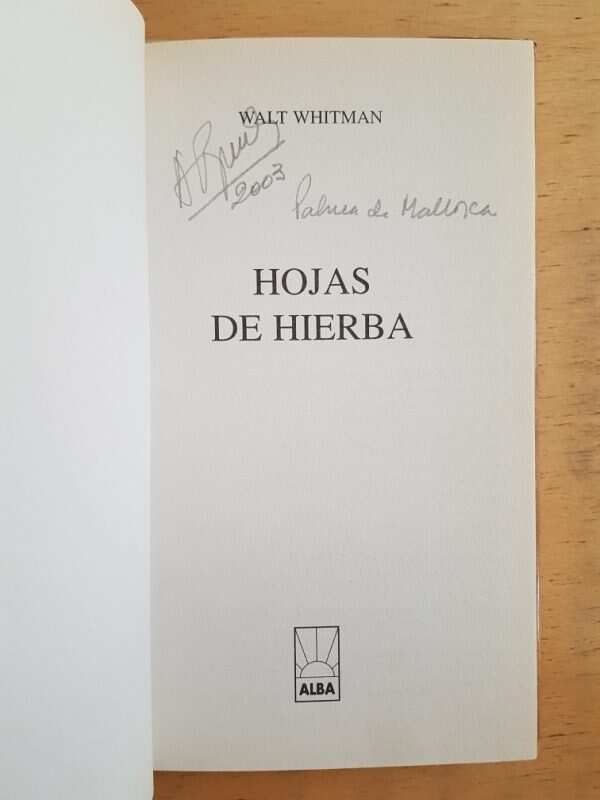 WALT WHITMAN
2003
Palma de Mallorca
HOJAS
DE HIERBA
ALBA